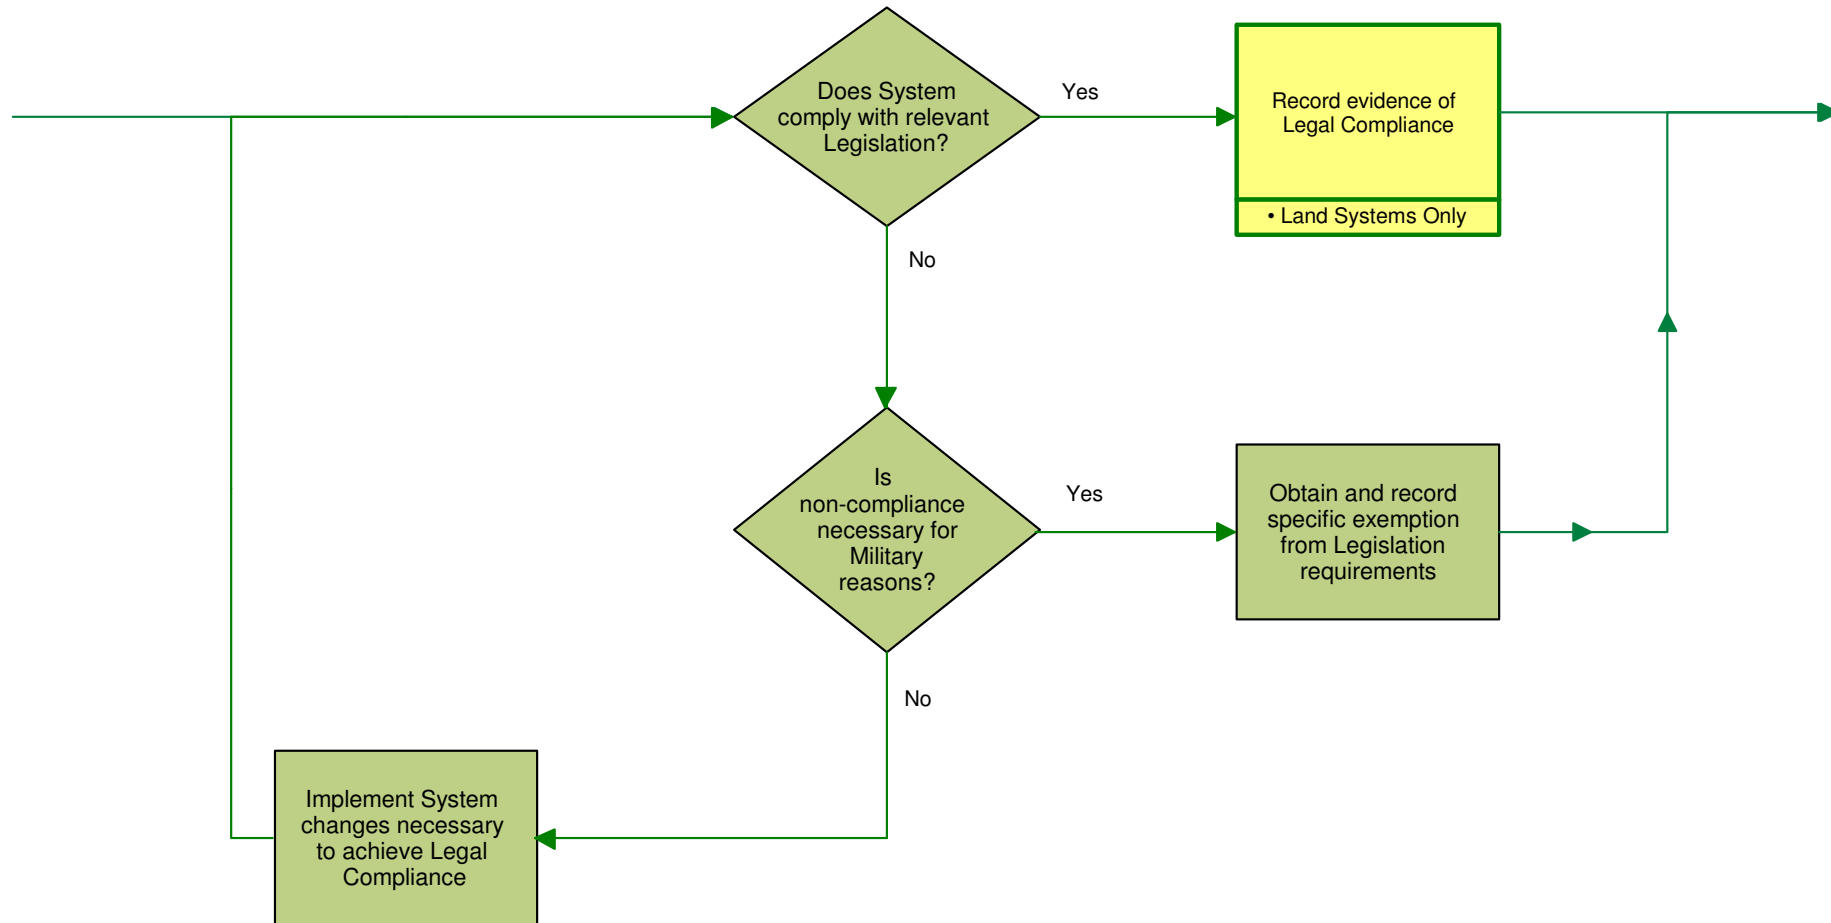 Does System
comply with relevant
Legislation?
Yes
Record evidence of
Legal Compliance
• Land Systems Only
No
Is
non-compliance
necessary for
Military
reasons?
Yes
Obtain and record
specific exemption
from Legislation
requirements
No
Implement System
changes necessary
to achieve Legal
Compliance